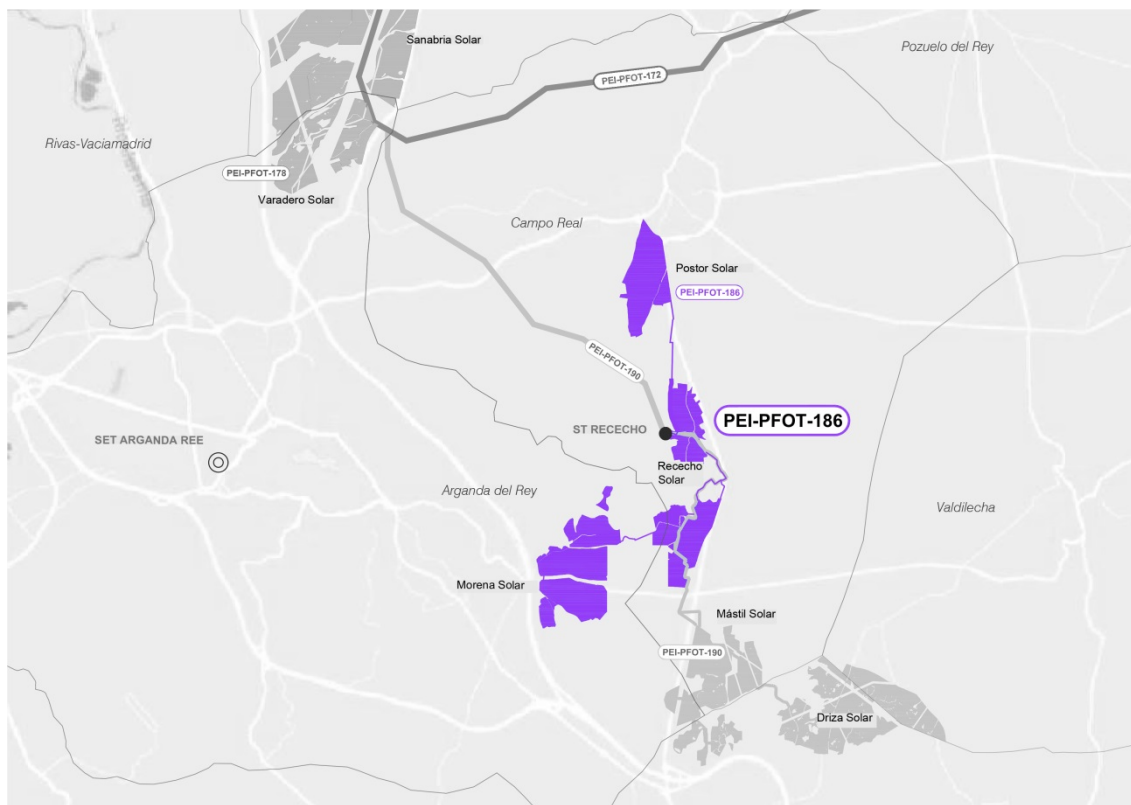 Sanabria Solar
Pozuelo del Rey
PEI-PFOT-172
Rivas-Vaciamadrid
PEI-PFOT-178
Varadero Solar
Campo Real
Postor Solar
PEI-PFOT-186
PEI-PFOT-190
PEI-PFOT-186
ST RECECHO
SET ARGANDA REE
Rececho
Solar
Arganda del Rey
Valdilecha
Morena Solar
Mástil Solar
PEI-PFOT-190
Driza Solar